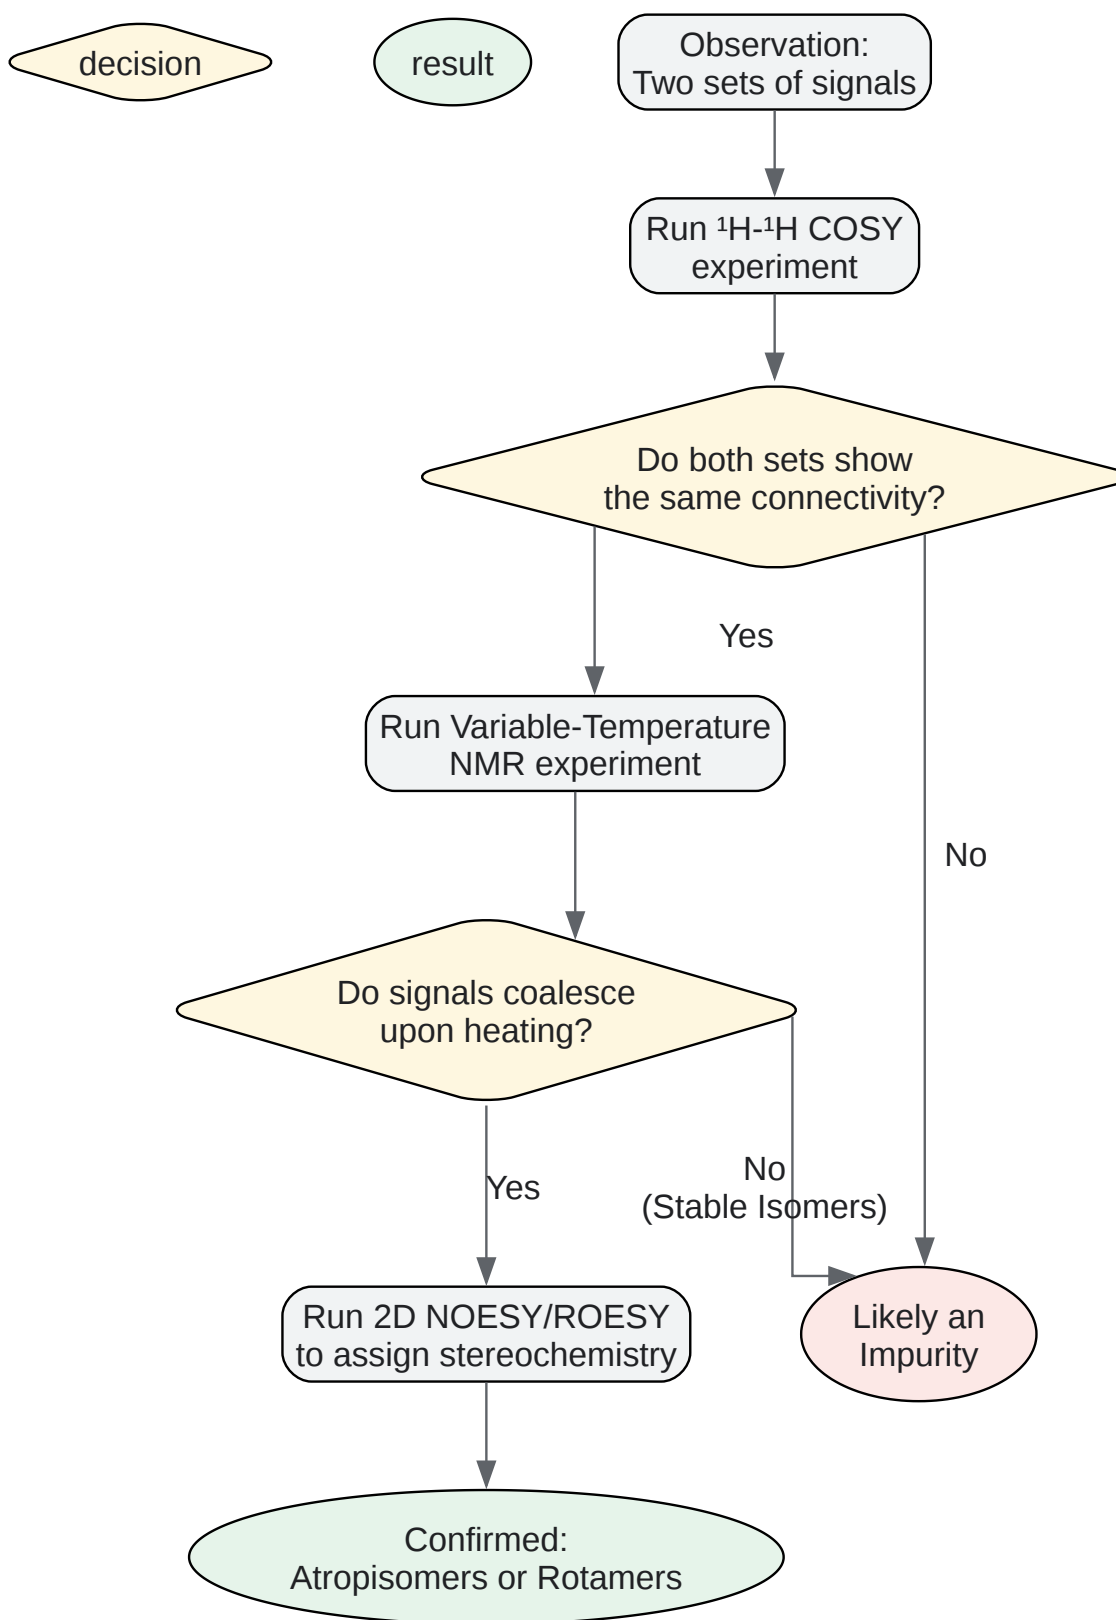 decision
result
Observation:
Two sets of signals
Run ¹H-¹H COSY
experiment
Do both sets show
the same connectivity?
Yes
Run Variable-Temperature
NMR experiment
No
Do signals coalesce
upon heating?
No
(Stable Isomers)
Yes
Run 2D NOESY/ROESY
to assign stereochemistry
Likely an
Impurity
Confirmed:
Atropisomers or Rotamers